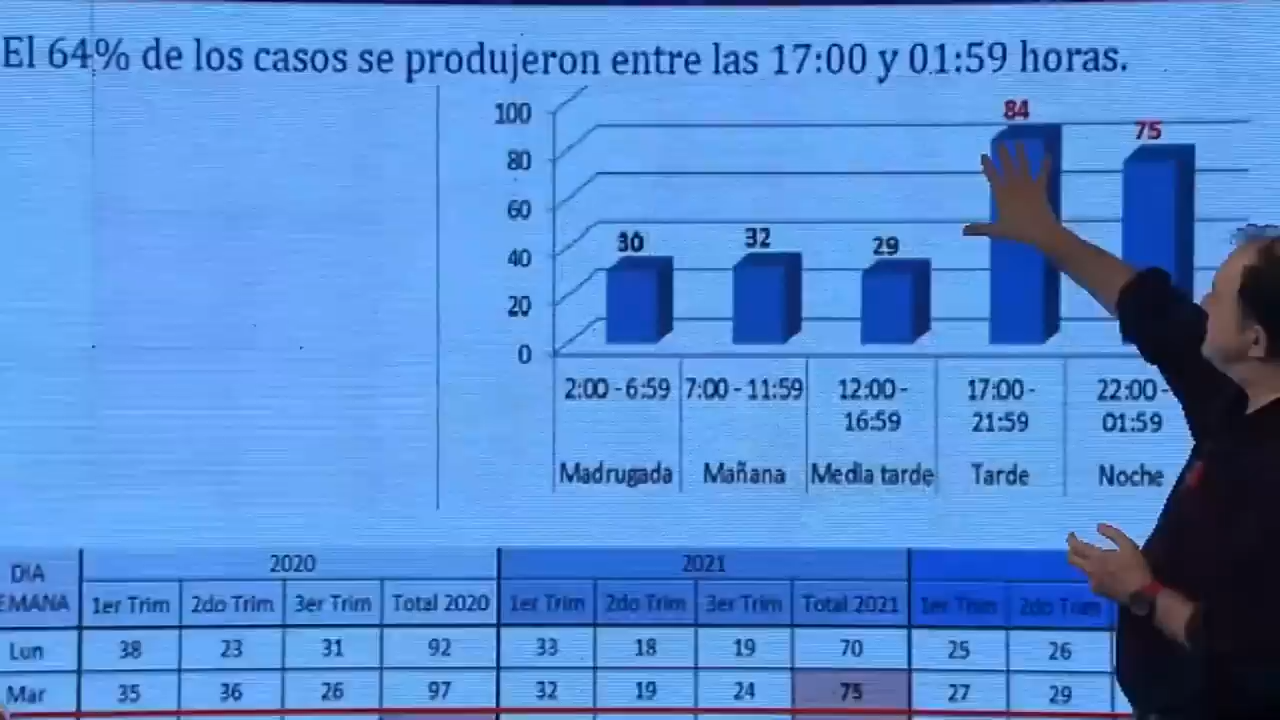 El 64% de los casos se produjeron entre las 17:00 y 01:59 horas.
100
80
60
40
20
0
30
32
29
84
75
2:00 - 6:59 7:00 - 11:59 12:00 - 16:59 17:00 - 21:59 22:00 - 01:59
Madrugada Mañana Media tarde Tarde Noche
DIA EMANA 2020 2021
1er Trim 2do Trim 3er Trim Total 2020 1er Trim 2do Trim 3er Trim Total 2021 1er Trim 2do Trim
Lun 38 23 31 92 33 18 19 70 25 26
Mar 35 36 26 97 32 19 24 75 27 29